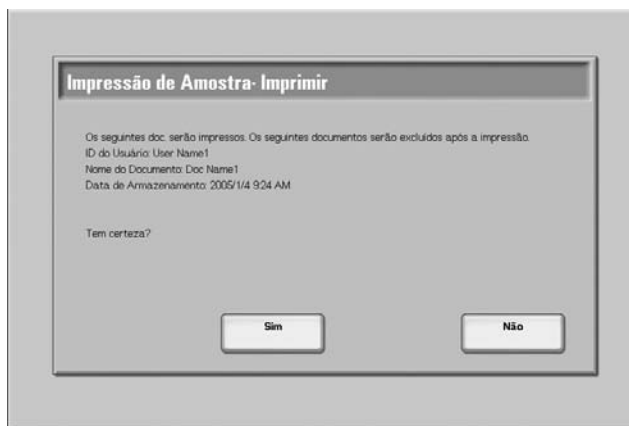 Impressão de Amostra- Imprimir
Os seguintes doc. serão impressos. Os seguintes documentos serão excluídos após a impressão.
ID do Usuário: User Name1
Nome do Documento: Doc Name1
Data de Armazenamento: 2005/1/4 9:24 AM
Tem certeza?
Sim
Não